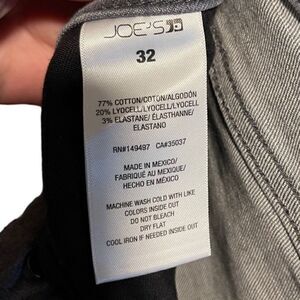 JOE'S
32
77% COTTON/COTON/ALGODÓN
20% LYOCELL/LYOCELL/LYOCELL
3% ELASTANE/ ÉLASTHANNE/
ELASTANO
RN#149497 CA#35037
MADE IN MEXICO/
FABRIQUÉ AU MEXIQUE/
HECHO EN MÉXICO
MACHINE WASH COLD WITH LIKE
COLORS INSIDE OUT
DO NOT BLEACH
DRY FLAT
COOL IRON IF NEEDED INSIDE OUT